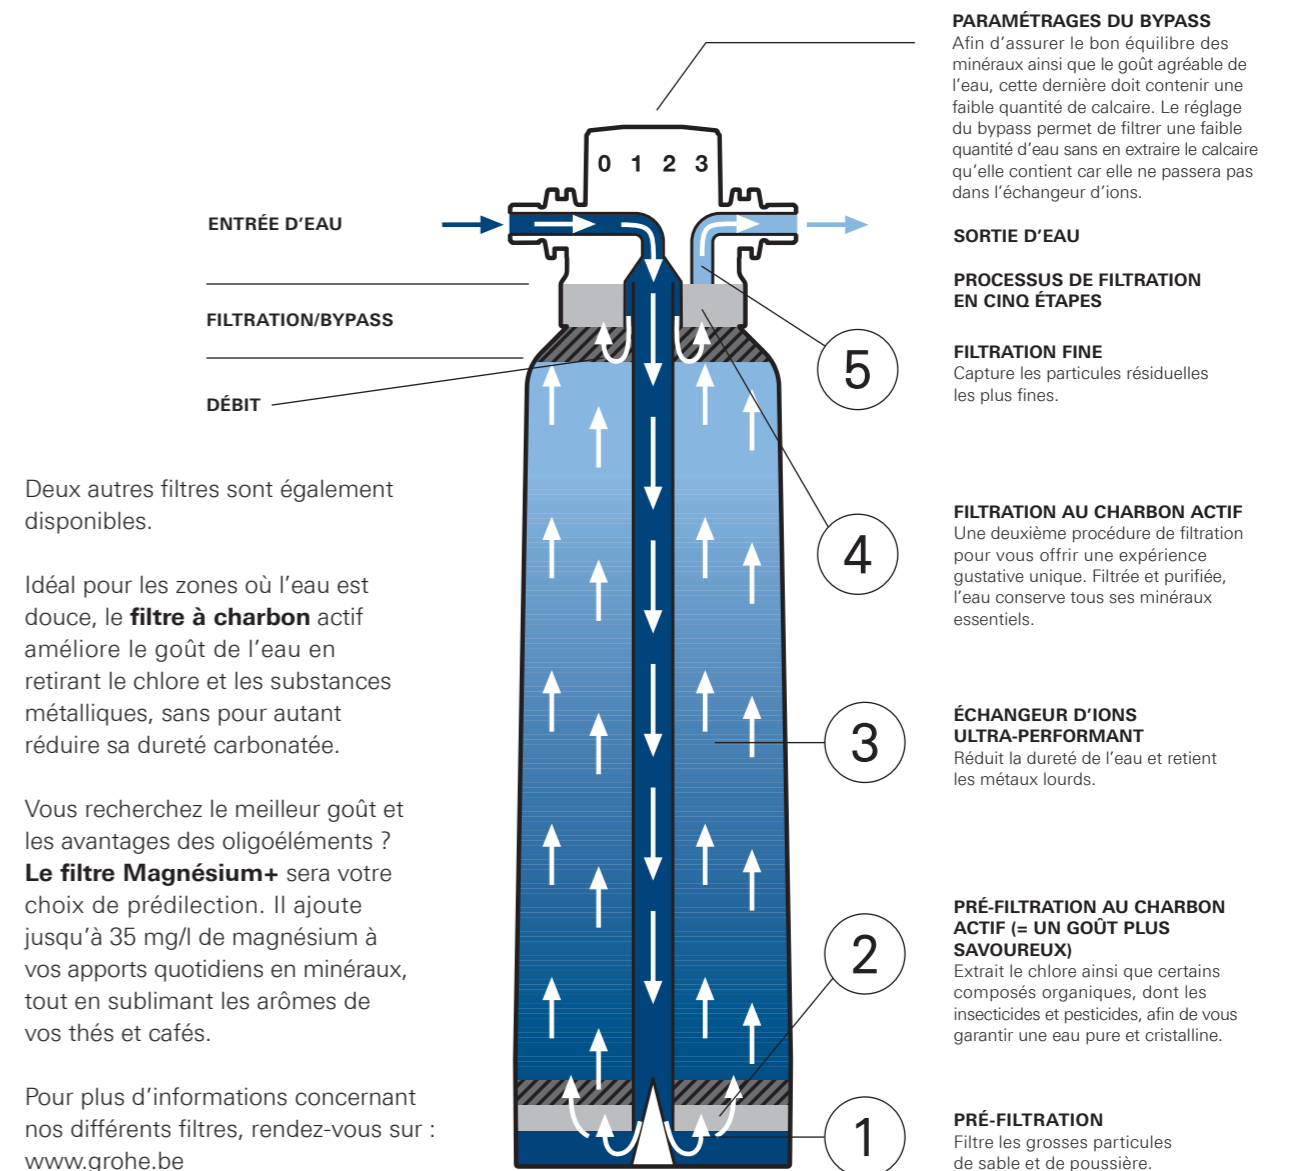 PARAMÉTRAGES DU BYPASS
Afin d’assurer le bon équilibre des
minéraux ainsi que le goût agréable de
l’eau, cette dernière doit contenir une
faible quantité de calcaire. Le réglage
du bypass permet de filtrer une faible
quantité d’eau sans en extraire le calcaire
qu’elle contient car elle ne passera pas
dans l’échangeur d’ions.
0 1 2 3
ENTRÉE D’EAU
SORTIE D’EAU
FILTRATION/BYPASS
DÉBIT
PROCESSUS DE FILTRATION
EN CINQ ÉTAPES
5
FILTRATION FINE
Capture les particules résiduelles
les plus fines.
4
FILTRATION AU CHARBON ACTIF
Une deuxième procédure de filtration
pour vous offrir une expérience
gustative unique. Filtrée et purifiée,
l’eau conserve tous ses minéraux
essentiels.
3
ÉCHANGEUR D’IONS
ULTRA-PERFORMANT
Réduit la dureté de l’eau et retient
les métaux lourds.
2
PRÉ-FILTRATION AU CHARBON
ACTIF (= UN GOÛT PLUS
SAVOUREUX)
Extrait le chlore ainsi que certains
composés organiques, dont les
insecticides et pesticides, afin de vous
garantir une eau pure et cristalline.
1
PRÉ-FILTRATION
Filtre les grosses particules
de sable et de poussière.
Deux autres filtres sont également
disponibles.
Idéal pour les zones où l’eau est
douce, le filtre à charbon actif
améliore le goût de l’eau en
retirant le chlore et les substances
métalliques, sans pour autant
réduire sa dureté carbonatée.
Vous recherchez le meilleur goût et
les avantages des oligoéléments ?
Le filtre Magnésium+ sera votre
choix de prédilection. Il ajoute
jusqu’à 35 mg/l de magnésium à
vos apports quotidiens en minéraux,
tout en sublimant les arômes de
vos thés et cafés.
Pour plus d’informations concernant
nos différents filtres, rendez-vous sur :
www.grohe.be